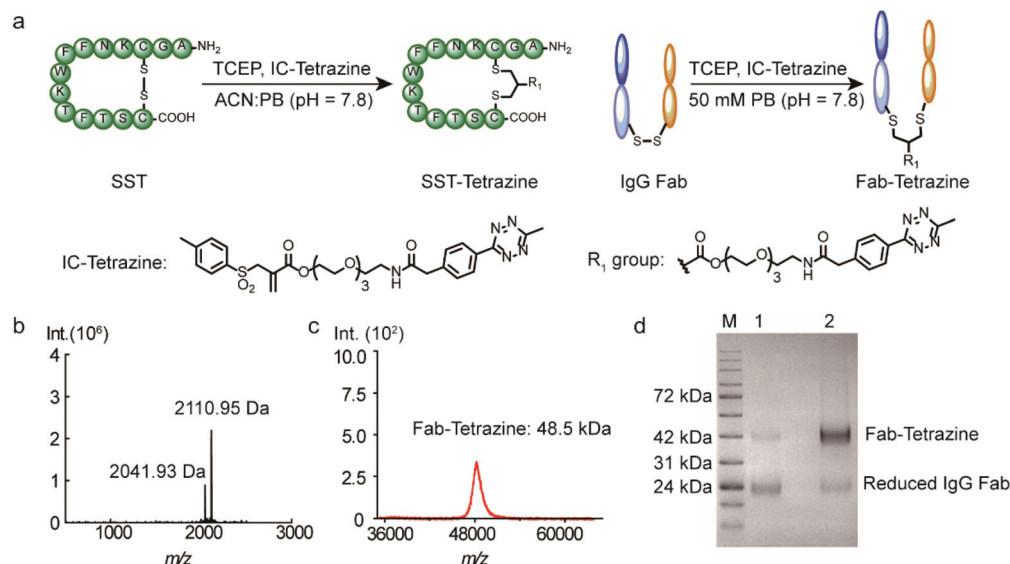 a
F F N K C G A NH2
W
K
T F T S C COOH
S
S
TCEP, IC-Tetrazine
ACN:PB (pH = 7.8)
F F N K C G A NH2
W
K
T F T S C COOH
S
S
R1
S S
TCEP, IC-Tetrazine
50 mM PB (pH = 7.8)
S S
R1
SST
SST-Tetrazine
IgG Fab
Fab-Tetrazine
IC-Tetrazine:
S
O2
O
O
O
3
N
H
O
N N
N N
R1 group:
O
O
O
3
N
H
O
N N
N N
b
Int.(10⁶)
4
3
2
1
0
2110.95 Da
2041.93 Da
1000 2000 3000
m/z
c
Int. (10²)
10.0
7.5
5.0
2.5
0
Fab-Tetrazine: 48.5 kDa
36000 48000 60000
m/z
d
M 1 2
72 kDa
42 kDa
31 kDa
24 kDa
Fab-Tetrazine
Reduced IgG Fab